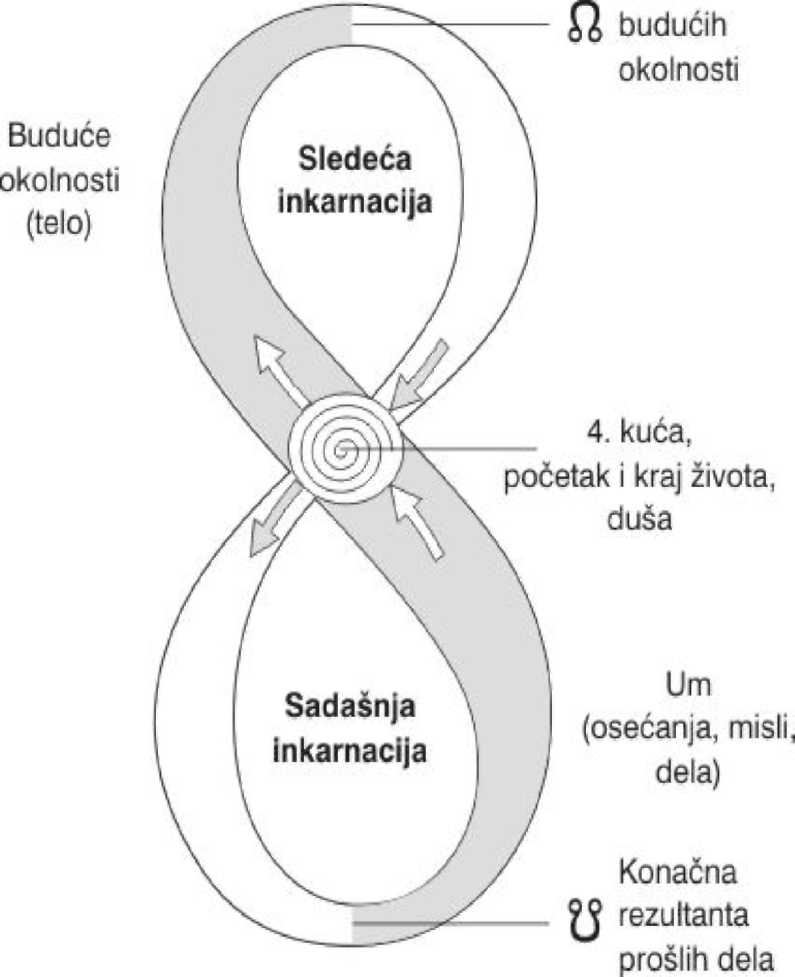 ☊ budućih
okolnosti
Buduće
okolnosti
(telo)
Sledeća
inkarnacija
4. kuća,
početak i kraj života,
duša
Sadašnja
inkarnacija
Um
(osećanja, misli,
dela)
Konačna
☋ rezultanta
prošlih dela